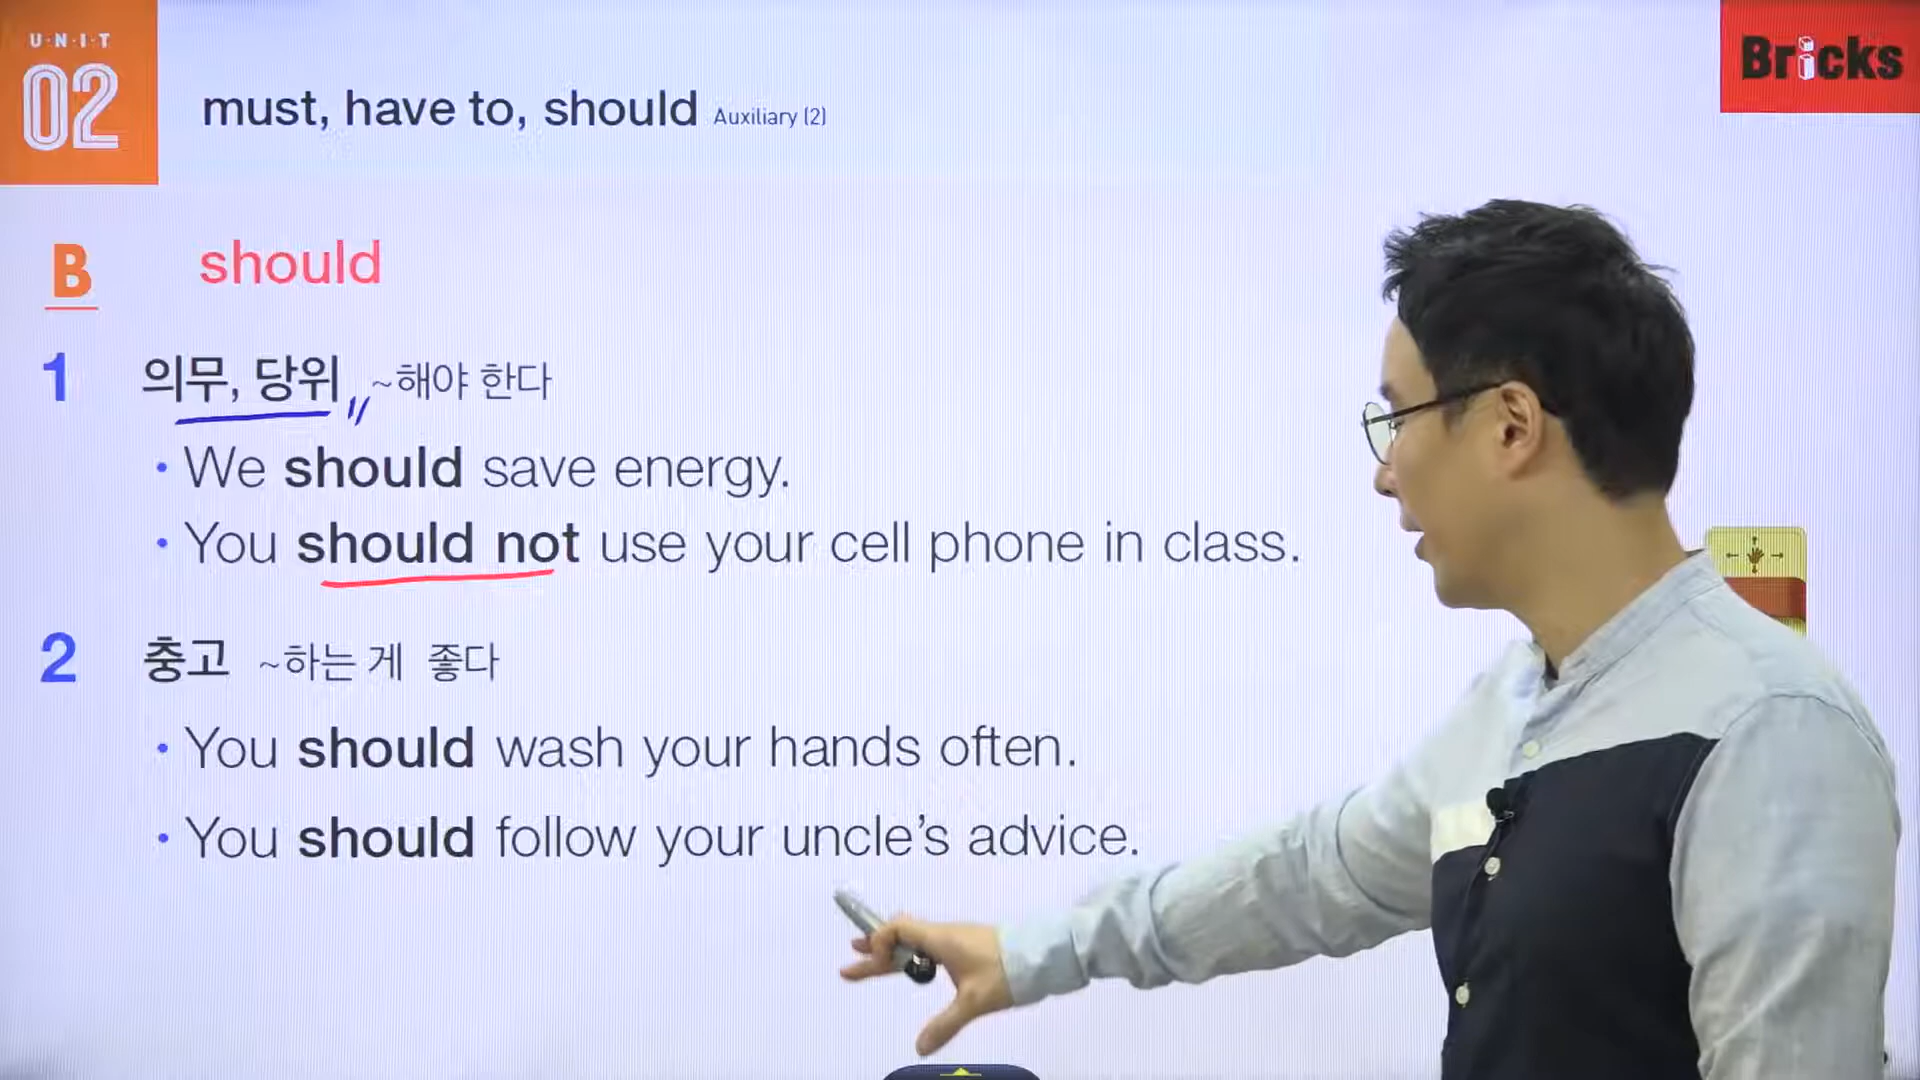 U·N·I·T
02
must, have to, should Auxiliary (2)
Bricks
B should
1 의무, 당위 ~해야 한다
• We should save energy.
• You should not use your cell phone in class.
2 충고 ~하는 게 좋다
• You should wash your hands often.
• You should follow your uncle's advice.